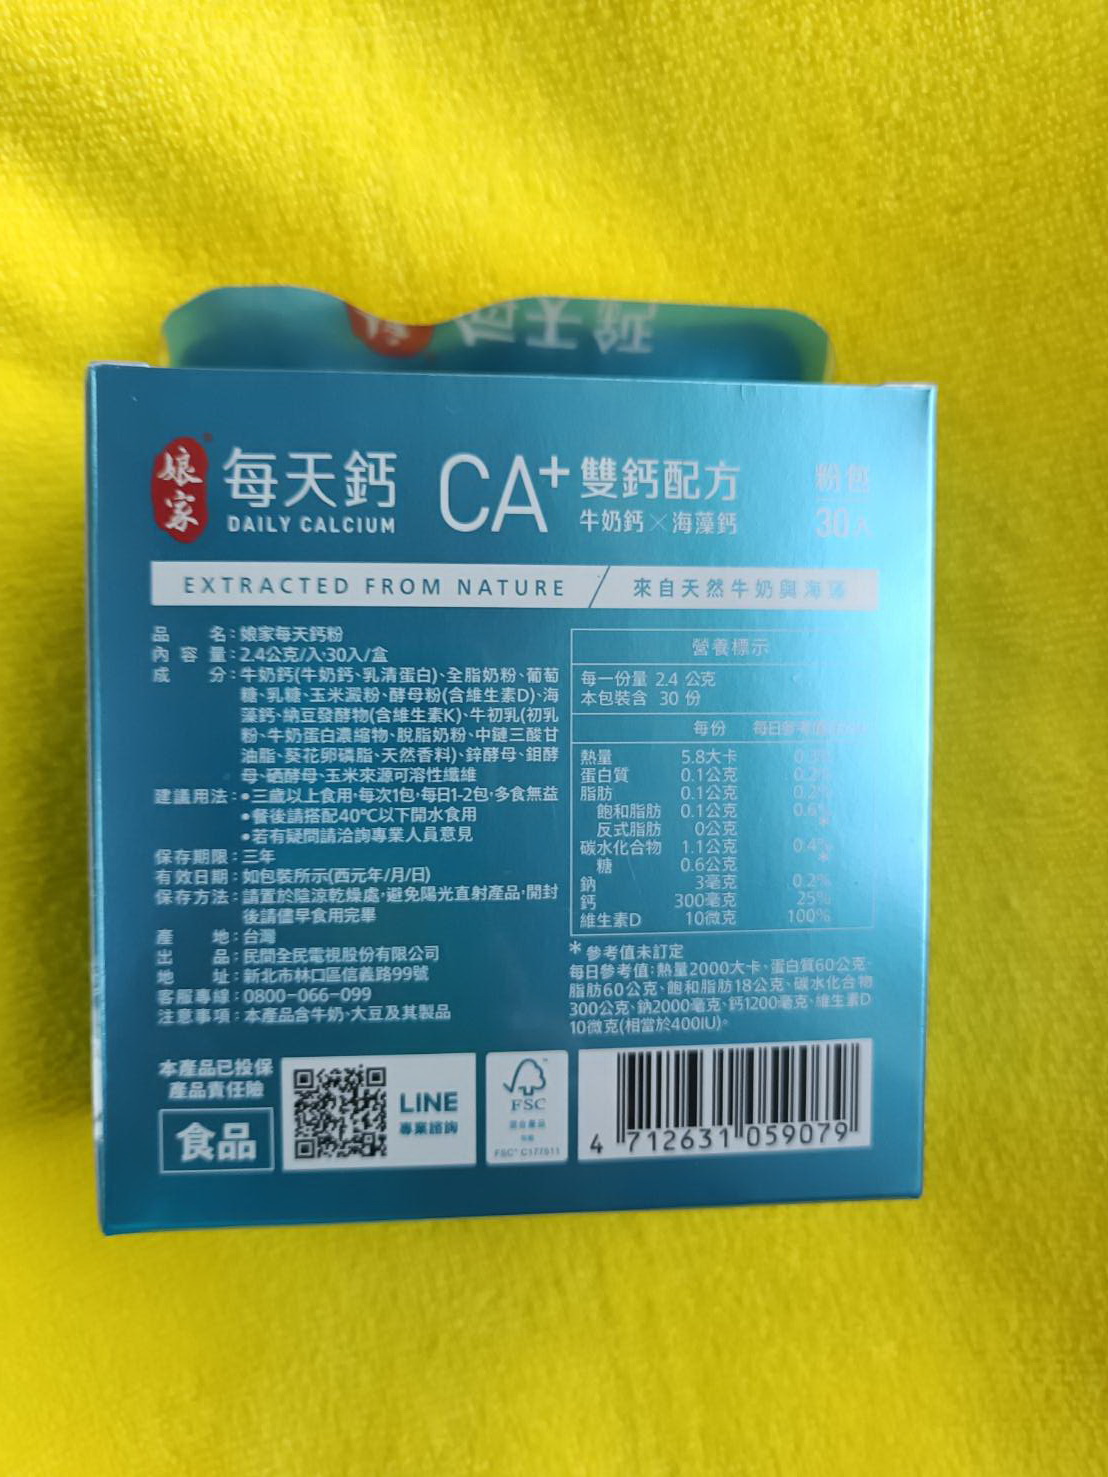 娘家
每天鈣
DAILY CALCIUM
CA+
雙鈣配方
牛奶鈣×海藻鈣
粉包
30入
EXTRACTED FROM NATURE / 來自天然牛奶與海藻
品名:娘家每天鈣粉
內容量:2.4公克/入,30入/盒
成分:牛奶鈣(牛奶鈣、乳清蛋白)、全脂奶粉、葡萄
糖、乳糖、玉米澱粉、酵母粉(含維生素D)、海
藻鈣、納豆發酵物(含維生素K)、牛初乳(初乳
粉、牛奶蛋白濃縮物、脫脂奶粉、中鏈三酸甘
油脂、葵花卵磷脂、天然香料)、鋅酵母、鉬酵
母、硒酵母、玉米來源可溶性纖維
建議用法:•三歲以上食用,每次1包,每日1-2包,多食無益
•餐後請搭配40℃以下開水食用
•若有疑問請洽詢專業人員意見
保存期限:三年
有效日期:如包裝所示(西元年/月/日)
保存方法:請置於陰涼乾燥處,避免陽光直射產品,開封
後請儘早食用完畢
產地:台灣
出品:民間全民電視股份有限公司
地址:新北市林口區信義路99號
客服專線:0800-066-099
注意事項:本產品含牛奶、大豆及其製品
營養標示
每一份量 2.4 公克
本包裝含 30 份
每份 每日參考值
熱量 5.8大卡
蛋白質 0.1公克 0.2%
脂肪 0.1公克 0.2%
飽和脂肪 0.1公克 0.6%
反式脂肪 0公克 *
碳水化合物 1.1公克 0.4%
糖 0.6公克 *
鈉 3毫克 0.2%
鈣 300毫克 25%
維生素D 10微克 100%
* 參考值未訂定
每日參考值:熱量2000大卡、蛋白質60公克、
脂肪60公克、飽和脂肪18公克、碳水化合物
300公克、鈉2000毫克、鈣1200毫克、維生素D
10微克(相當於400IU)。
本產品已投保
產品責任險
食品
LINE
專業諮詢
FSC
4 712631 059079